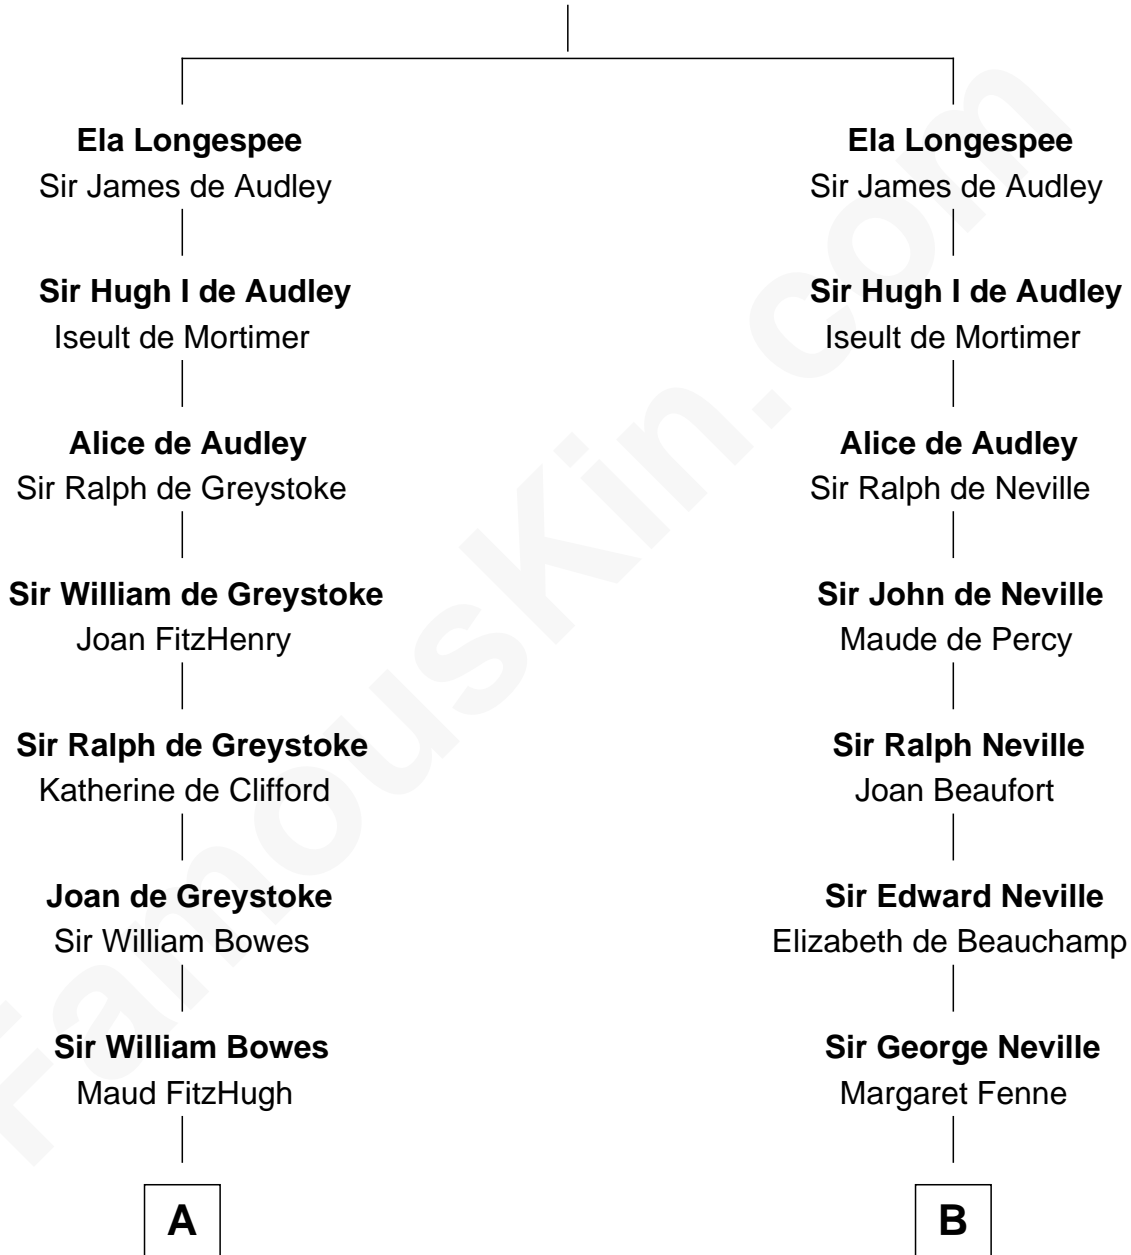 Ela Longespee
Sir James de Audley
Sir Hugh I de Audley
Iseult de Mortimer
Alice de Audley
Sir Ralph de Greystoke
Sir William de Greystoke
Joan FitzHenry
Sir Ralph de Greystoke
Katherine de Clifford
Joan de Greystoke
Sir William Bowes
Sir William Bowes
Maud FitzHugh
A
Ela Longespee
Sir James de Audley
Sir Hugh I de Audley
Iseult de Mortimer
Alice de Audley
Sir Ralph de Neville
Sir John de Neville
Maude de Percy
Sir Ralph Neville
Joan Beaufort
Sir Edward Neville
Elizabeth de Beauchamp
Sir George Neville
Margaret Fenne
B
FamousKin.com